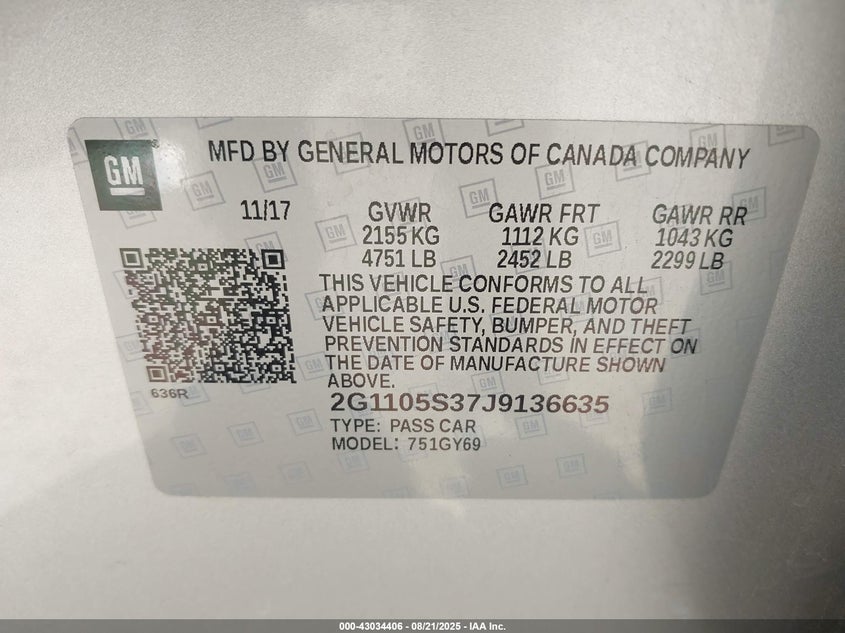 GM
MFD BY GENERAL MOTORS OF CANADA COMPANY
11/17 GVWR GAWR FRT GAWR RR
2155 KG 1112 KG 1043 KG
4751 LB 2452 LB 2299 LB
THIS VEHICLE CONFORMS TO ALL
APPLICABLE U.S. FEDERAL MOTOR
VEHICLE SAFETY, BUMPER, AND THEFT
PREVENTION STANDARDS IN EFFECT ON
THE DATE OF MANUFACTURE SHOWN
ABOVE.
636R
2G1105S37J9136635
TYPE: PASS CAR
MODEL: 751GY69
000-43034406 - 08/21/2025 - IAA Inc.